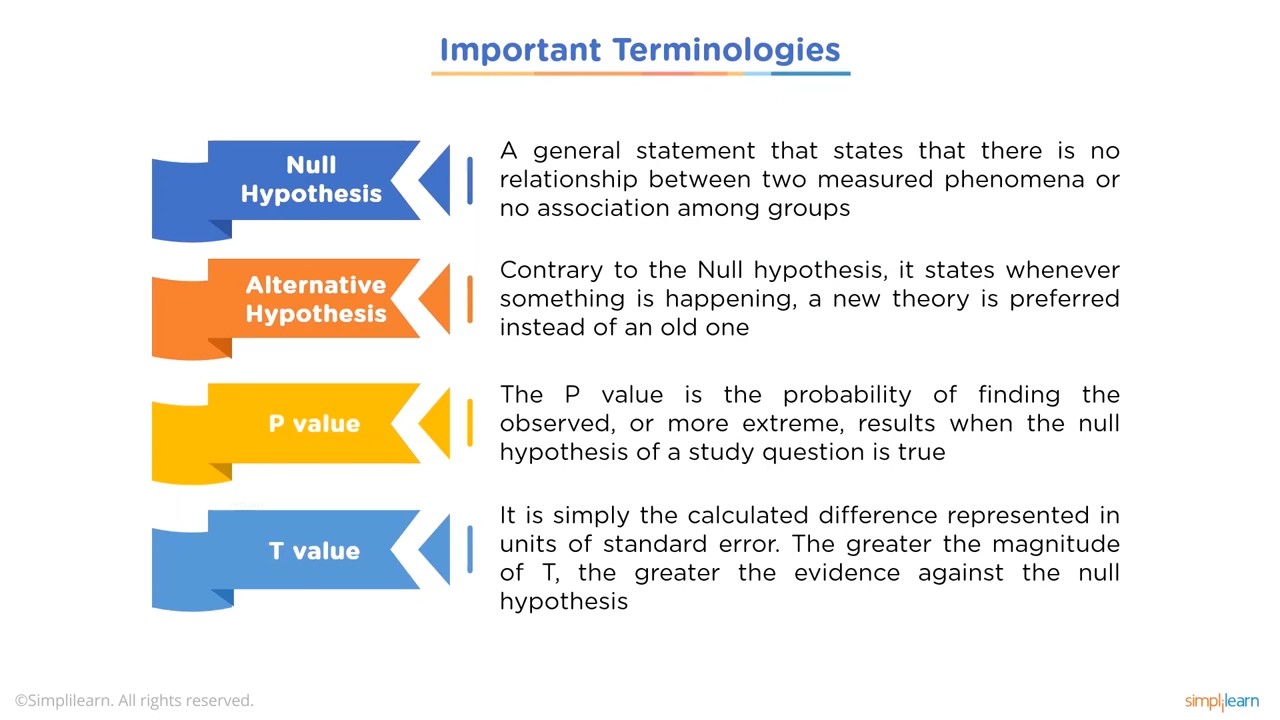 Important Terminologies
Null
Hypothesis
A general statement that states that there is no
relationship between two measured phenomena or
no association among groups
Alternative
Hypothesis
Contrary to the Null hypothesis, it states whenever
something is happening, a new theory is preferred
instead of an old one
P value
The P value is the probability of finding the
observed, or more extreme, results when the null
hypothesis of a study question is true
T value
It is simply the calculated difference represented in
units of standard error. The greater the magnitude
of T, the greater the evidence against the null
hypothesis
©Simplilearn. All rights reserved.
simplilearn